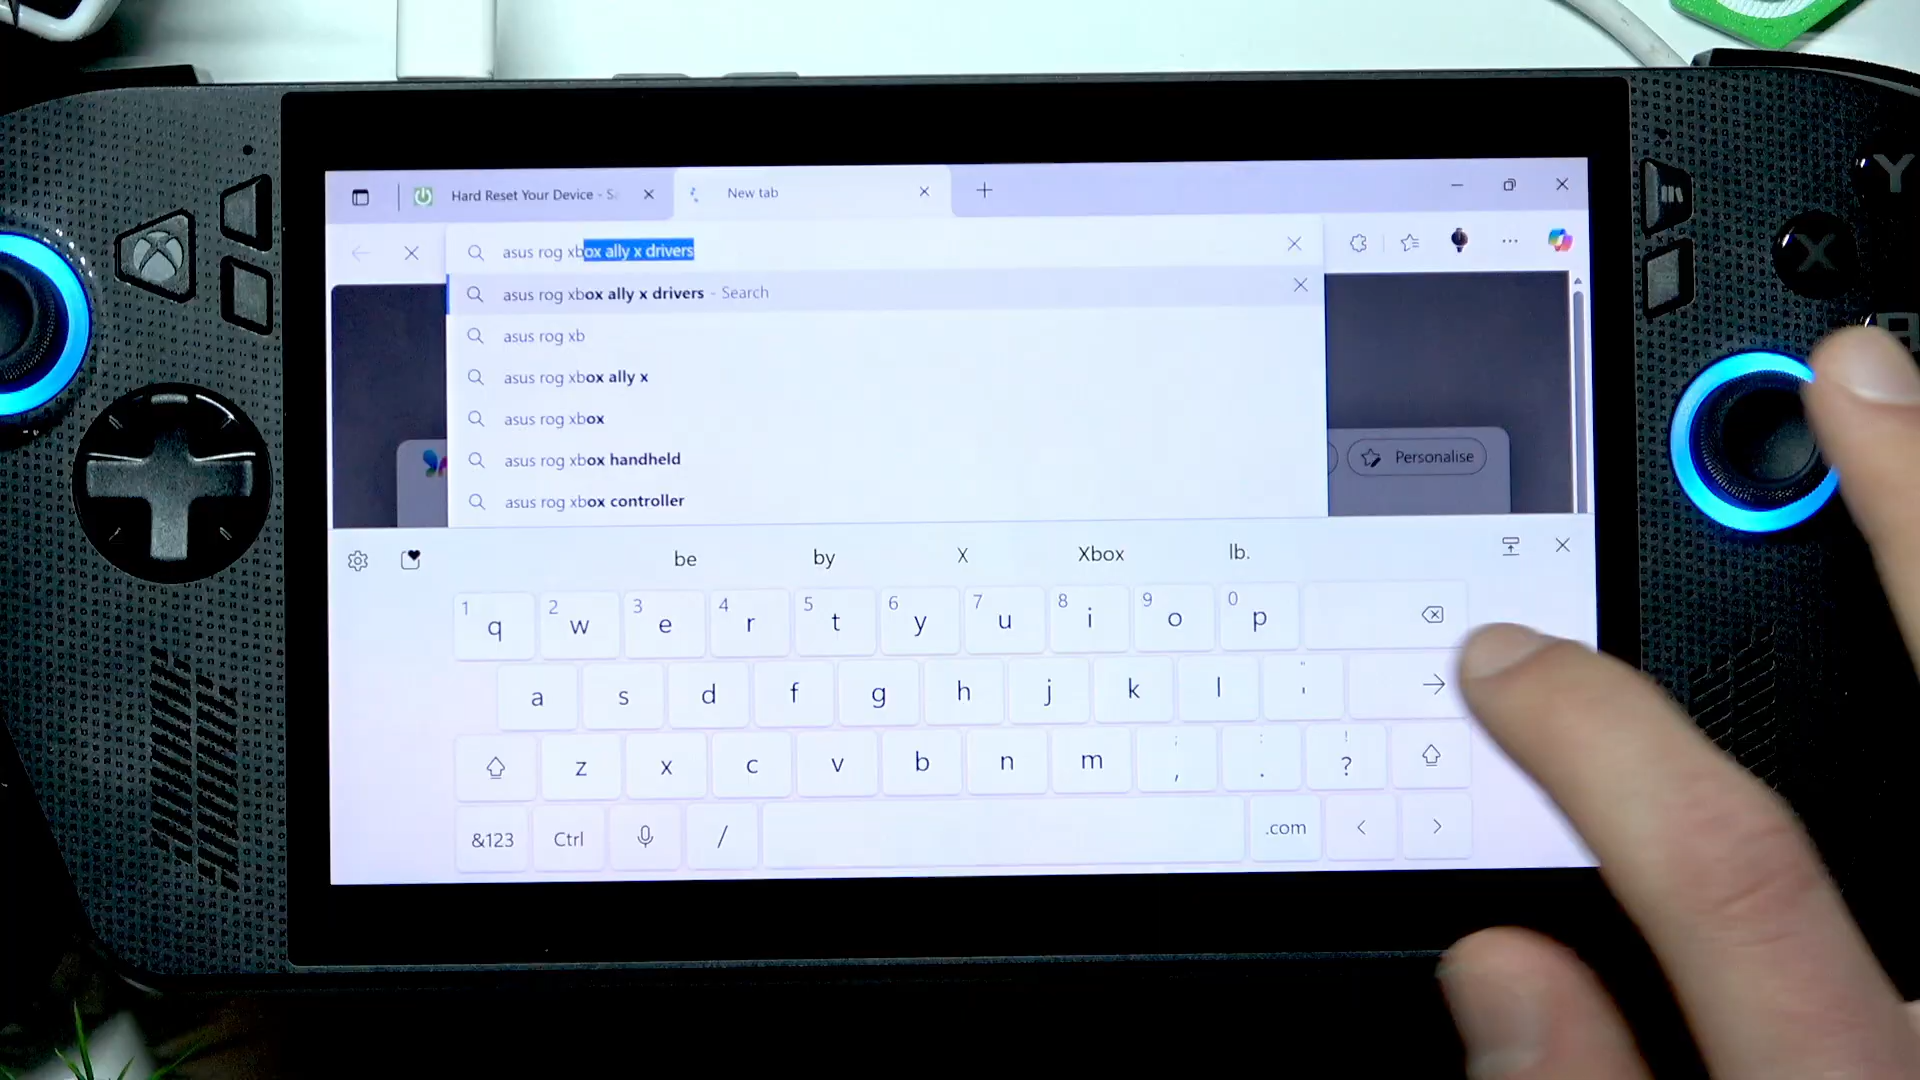 Hard Reset Your Device - S
New tab
asus rog xbox ally x drivers
asus rog xbox ally x drivers - Search
asus rog xb
asus rog xbox ally x
asus rog xbox
asus rog xbox handheld
asus rog xbox controller
Personalise
be by X Xbox lb.
1 q 2 w 3 e 4 r 5 t 6 y 7 u 8 i 9 o 0 p
a s d f g h j k l " '
z x c v b n m ; , : . ! ?
&123 Ctrl / .com < >
Y
X